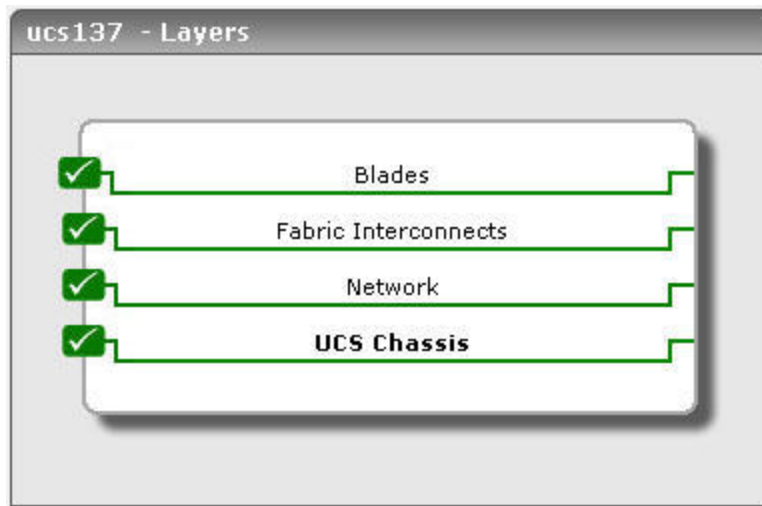 ucs137 - Layers
Blades
Fabric Interconnects
Network
UCS Chassis